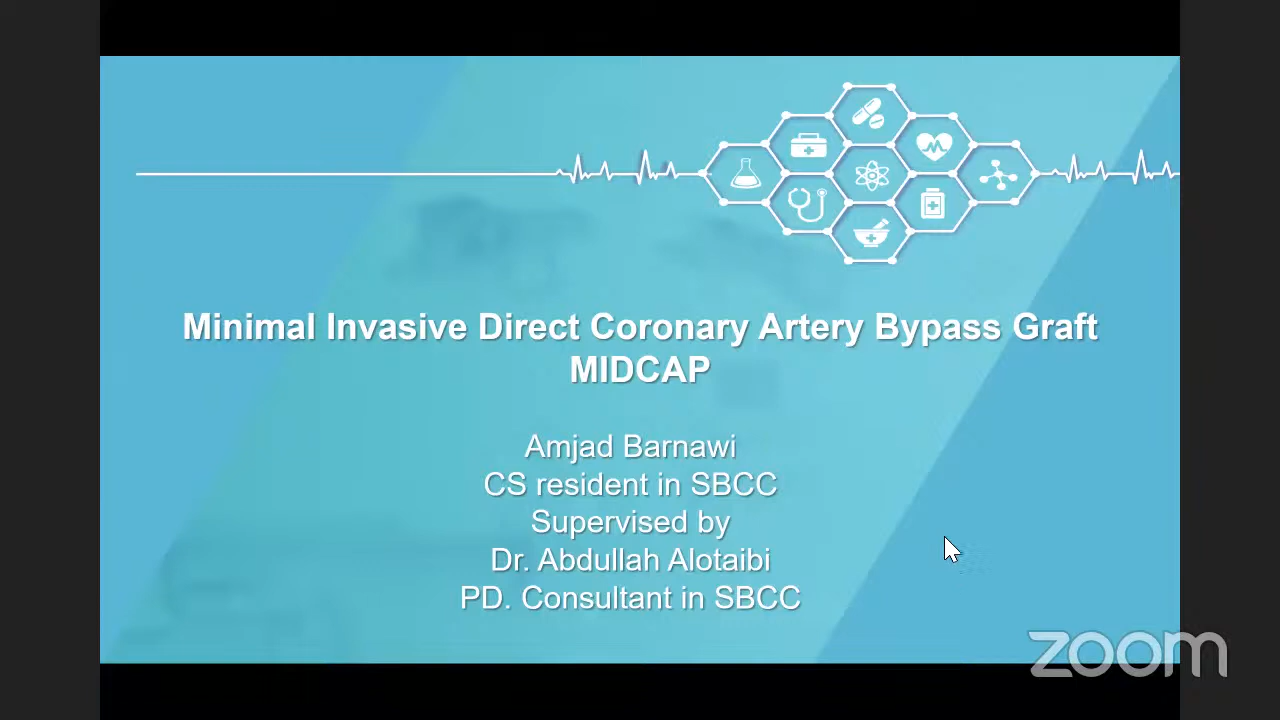 Minimal Invasive Direct Coronary Artery Bypass Graft
MIDCAP
Amjad Barnawi
CS resident in SBCC
Supervised by
Dr. Abdullah Alotaibi
PD. Consultant in SBCC
zoom